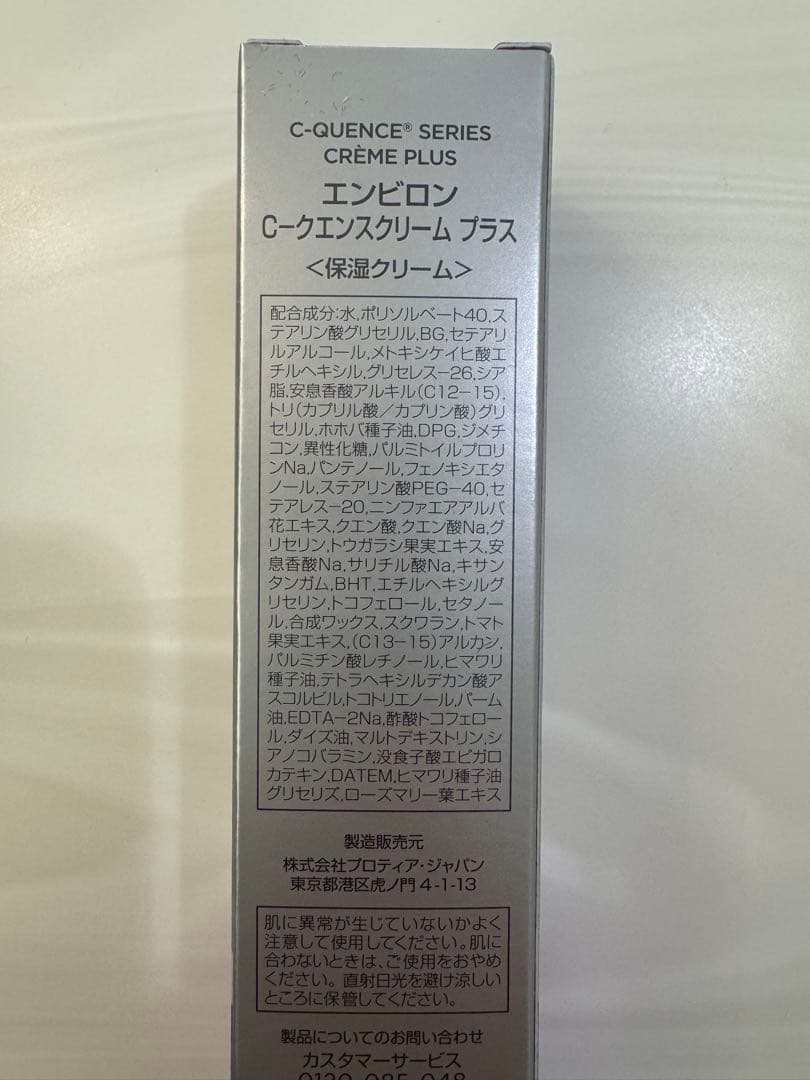 C-QUENCE® SERIES
CRÈME PLUS
エンビロン
C−クエンスクリーム プラス
＜保湿クリーム＞
配合成分:水,ポリソルベート40,ス
テアリン酸グリセリル,BG,セテアリ
ルアルコール,メトキシケイヒ酸エ
チルヘキシル,グリセレス−26,シア
脂,安息香酸アルキル(C12−15),
トリ(カプリル酸／カプリン酸)グリ
セリル,ホホバ種子油,DPG,ジメチ
コン,異性化糖,パルミトイルプロリ
ンNa,パンテノール,フェノキシエタ
ノール,ステアリン酸PEG−40,セ
テアレス−20,ニンファエアアルバ
花エキス,クエン酸,クエン酸Na,グ
リセリン,トウガラシ果実エキス,安
息香酸Na,サリチル酸Na,キサン
タンガム,BHT,エチルヘキシルグ
リセリン,トコフェロール,セタノー
ル,合成ワックス,スクワラン,トマト
果実エキス,(C13−15)アルカン,
パルミチン酸レチノール,ヒマワリ
種子油,テトラヘキシルデカン酸ア
スコルビル,トコトリエノール,パーム
油,EDTA−2Na,酢酸トコフェロー
ル,ダイズ油,マルトデキストリン,シ
アノコバラミン,没食子酸エピガロ
カテキン,DATEM,ヒマワリ種子油
グリセリズ,ローズマリー葉エキス
製造販売元
株式会社プロティア・ジャパン
東京都港区虎ノ門4-1-13
肌に異常が生じていないかよく
注意して使用してください。肌に
合わないときは、ご使用をおやめ
ください。直射日光を避け涼しい
ところに保管してください。
製品についてのお問い合わせ
カスタマーサービス